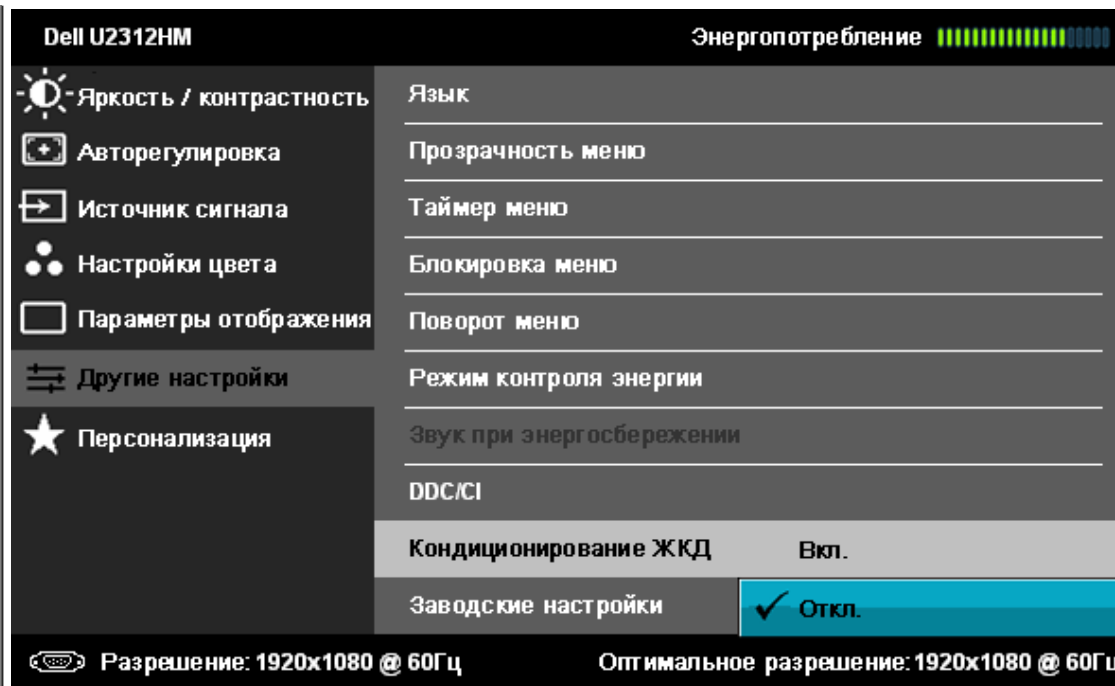 Dell U2312HM
Энергопотребление
Яркость / контрастность
Авторегулировка
Источник сигнала
Настройки цвета
Параметры отображения
Другие настройки
Персонализация
Язык
Прозрачность меню
Таймер меню
Блокировка меню
Поворот меню
Режим контроля энергии
Звук при энергосбережении
DDC/CI
Кондиционирование ЖКД
Вкл.
Заводские настройки
Откл.
Разрешение: 1920x1080 @ 60Гц
Оптимальное разрешение: 1920x1080 @ 60Гц